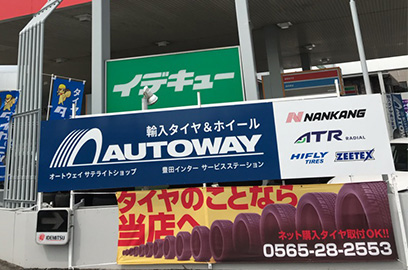 イデキュー
輸入タイヤ&ホイール
AUTOWAY
オートウェイ サテライトショップ
豊田インター サービスステーション
NANKANG
ATR RADIAL
HIFLY TIRES
ZEETEX
タイヤのことなら
当店へ
ネット購入タイヤ取付OK!!
0565-28-2553
IDEMITSU